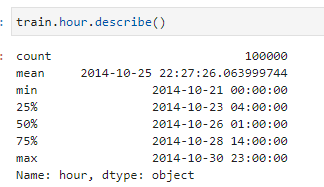 : train.hour.describe()
: count 100000
mean 2014-10-25 22:27:26.063999744
min 2014-10-21 00:00:00
25% 2014-10-23 04:00:00
50% 2014-10-26 01:00:00
75% 2014-10-28 14:00:00
max 2014-10-30 23:00:00
Name: hour, dtype: object